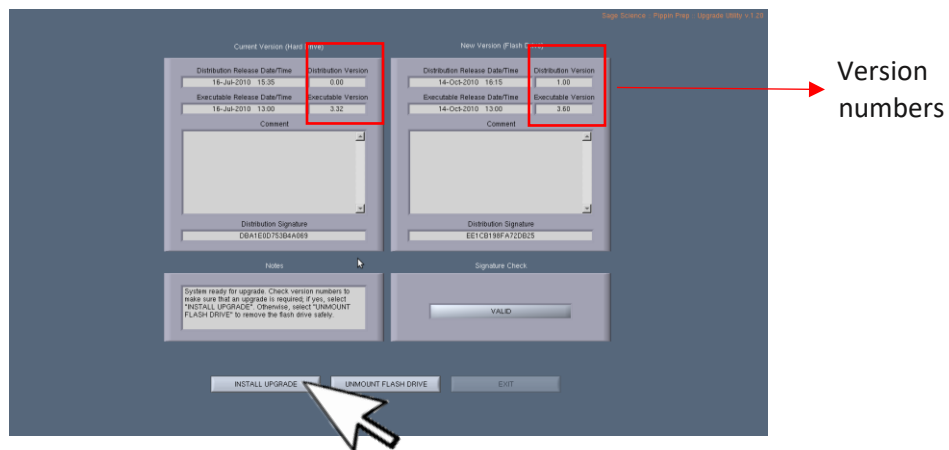 Sage Science : Pippin Prep : Upgrade Utility v.1.20
Current Version (Hard Drive)
Distribution Release Date/Time Distribution Version
16-Jul-2010 15:35 0.00
Executable Release Date/Time Executable Version
16-Jul-2010 13:00 3.32
Comment
Distribution Signature
DBA1E0D753B4A069
New Version (Flash Drive)
Distribution Release Date/Time Distribution Version
14-Oct-2010 16:15 1.00
Executable Release Date/Time Executable Version
14-Oct-2010 13:00 3.60
Comment
Distribution Signature
EE1CB198FA72DB25
Version
numbers
Notes
System ready for upgrade. Check version numbers to
make sure that an upgrade is required; if yes, select
"INSTALL UPGRADE". Otherwise, select "UNMOUNT
FLASH DRIVE" to remove the flash drive safely.
Signature Check
VALID
INSTALL UPGRADE
UNMOUNT FLASH DRIVE
EXIT